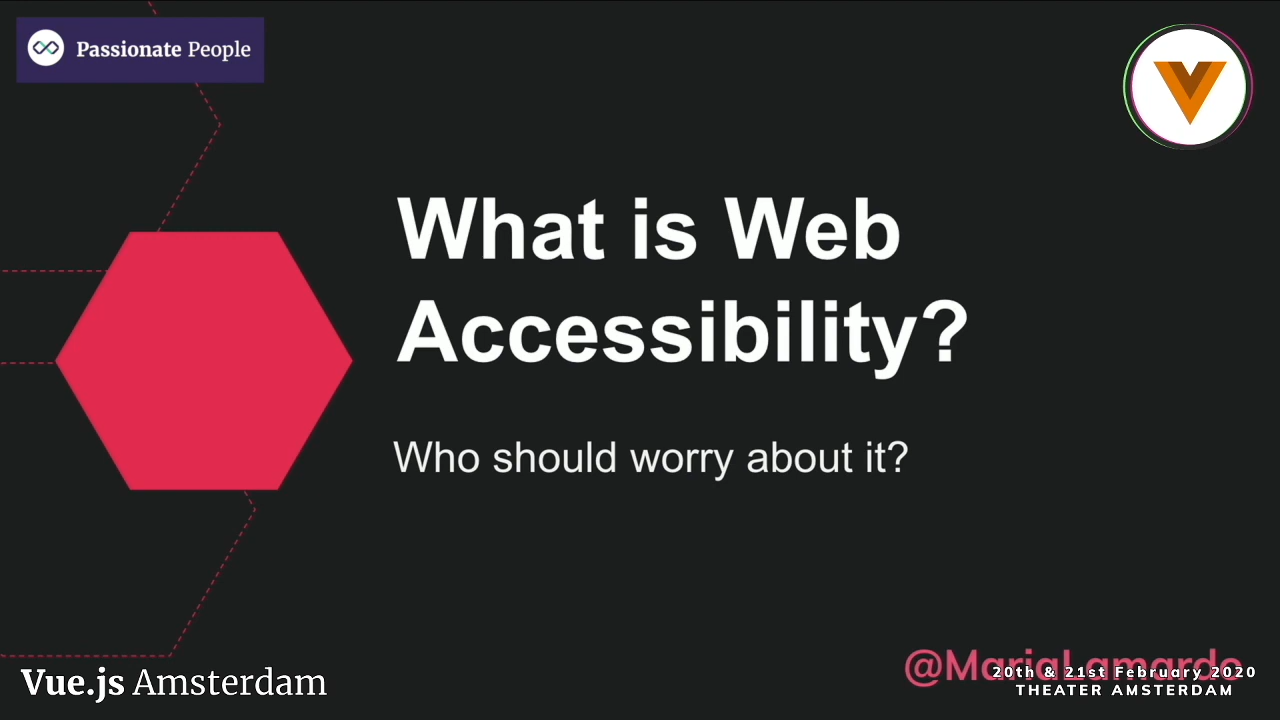 Passionate People
What is Web
Accessibility?
Who should worry about it?
@MariaLamardo
20th & 21st February 2020
THEATER AMSTERDAM
Vue.js Amsterdam